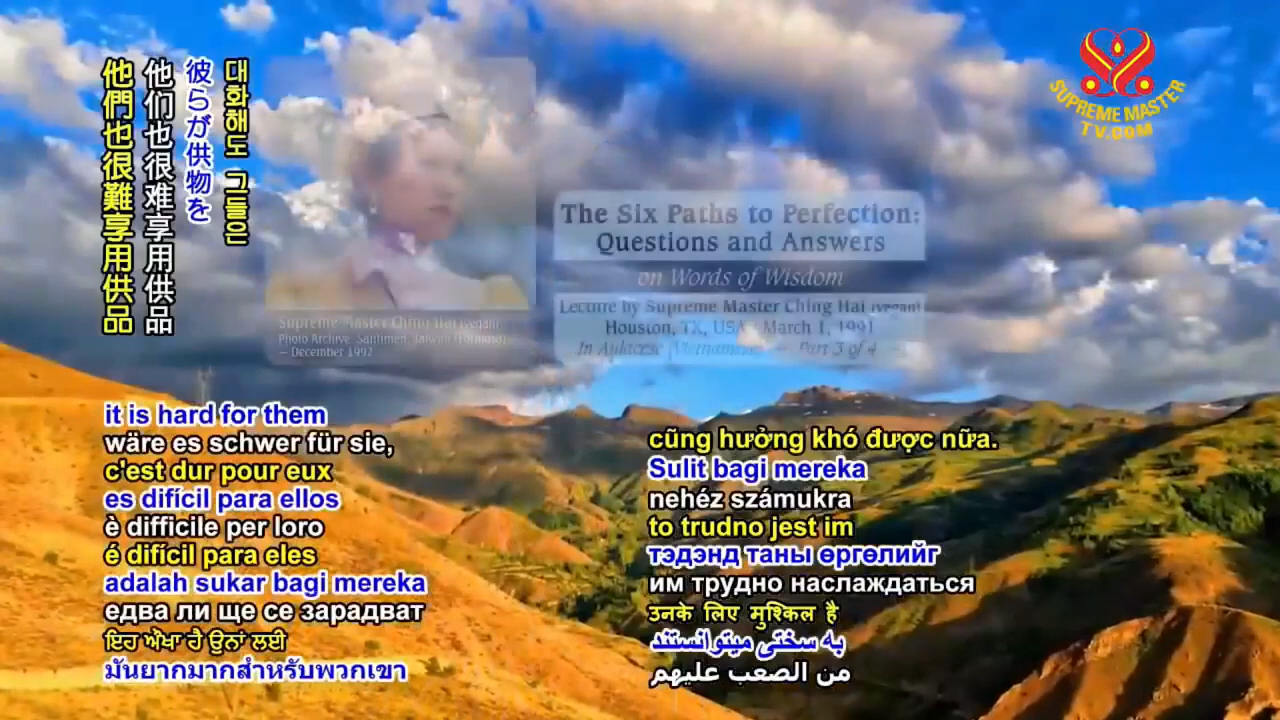 他們也很難享用供品
他们也很难享用供品
彼らが供物を
대화해도 그들은
SUPREME MASTER
TV.COM
The Six Paths to Perfection:
Questions and Answers
on Words of Wisdom
Lecture by Supreme Master Ching Hai (vegan)
Houston, TX, USA March 1, 1991
In Aulacese (Vietnamese) – Part 3 of 4
Supreme Master Ching Hai (vegan)
Photo Archive, Sanyimen, Taiwan (Formosa)
– December 1992
it is hard for them
wäre es schwer für sie,
c'est dur pour eux
es difícil para ellos
è difficile per loro
é difícil para eles
adalah sukar bagi mereka
едва ли ще се зарадват
ਇਹ ਔਖਾ ਹੈ ਉਨਾਂ ਲਈ
มันยากมากสำหรับพวกเขา
cũng hưởng khó được nữa.
Sulit bagi mereka
nehéz számukra
to trudno jest im
тэдэнд таны өргөлийг
им трудно наслаждаться
उनके लिए मुश्किल है
به سختی میتوانستند
من الصعب عليهم